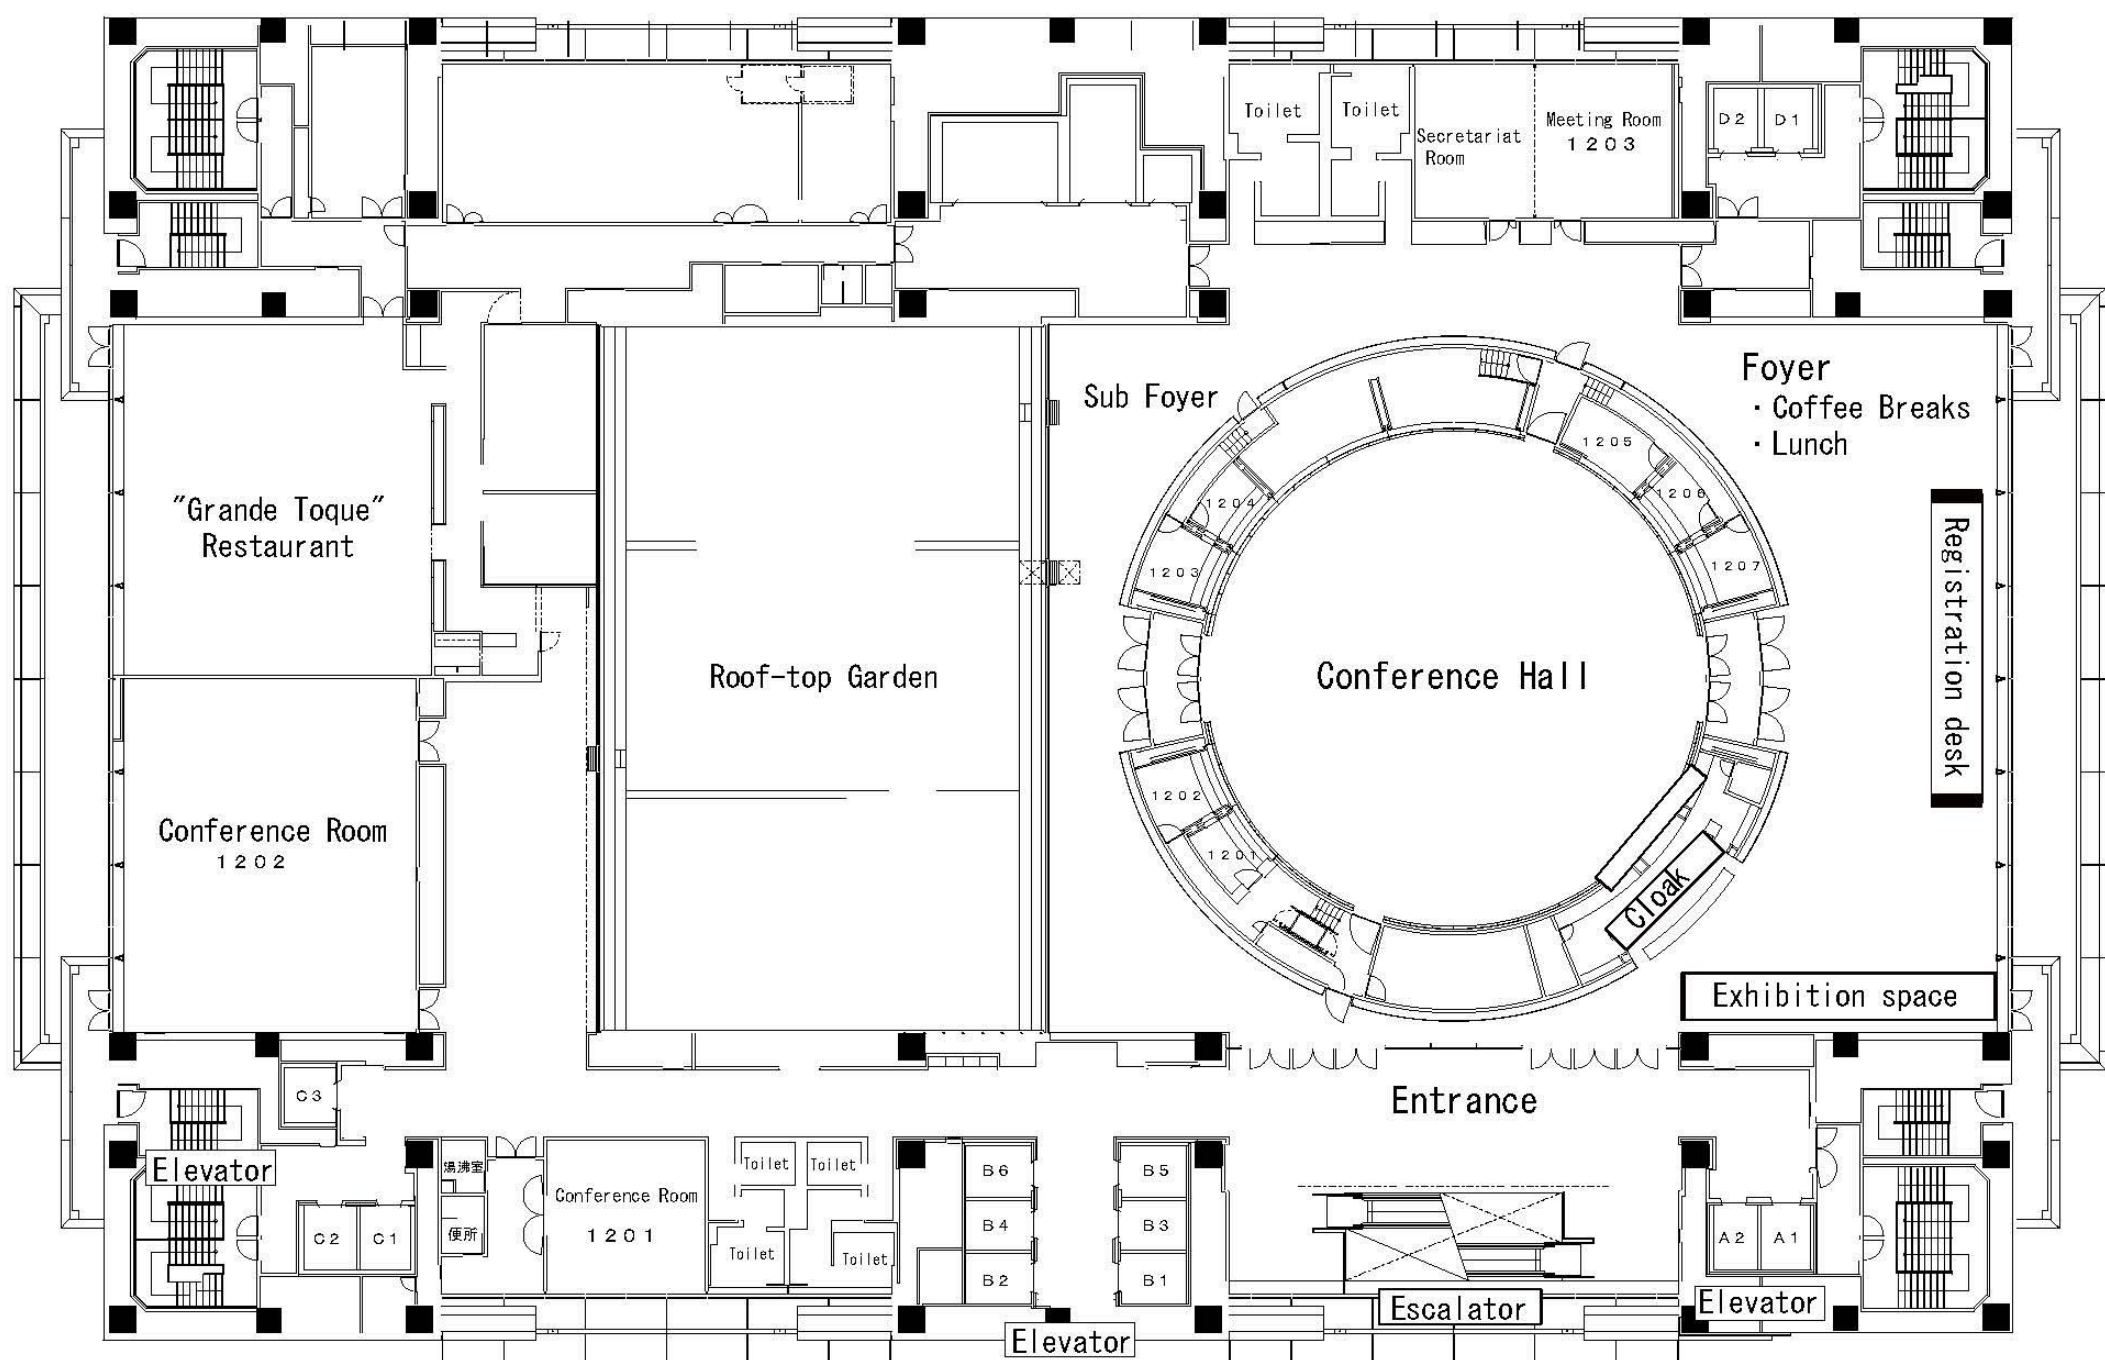 Toilet
Toilet
Secretariat
Room
Meeting Room
1203
D2
D1
Sub Foyer
Foyer
・Coffee Breaks
・Lunch
1205
1206
1204
1203
1207
"Grande Toque"
Restaurant
Roof-top Garden
Conference Hall
Registration desk
1202
1201
Conference Room
1202
Cloak
Exhibition space
Entrance
C3
Elevator
C2
C1
湯沸室
便所
Conference Room
1201
Toilet
Toilet
Toilet
Toilet
B6
B4
B2
B5
B3
B1
Elevator
Escalator
A2
A1
Elevator